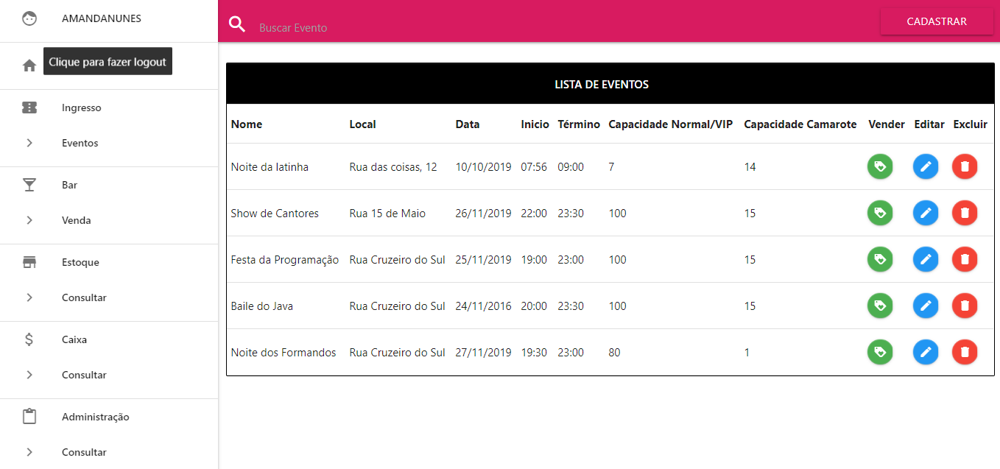 AMANDANUNES
Clique para fazer logout
Ingresso
Eventos
Bar
Venda
Estoque
Consultar
Caixa
Consultar
Administração
Consultar
Buscar Evento
CADASTRAR
LISTA DE EVENTOS
Nome Local Data Inicio Término Capacidade Normal/VIP Capacidade Camarote Vender Editar Excluir
Noite da latinha Rua das coisas, 12 10/10/2019 07:56 09:00 7 14
Show de Cantores Rua 15 de Maio 26/11/2019 22:00 23:30 100 15
Festa da Programação Rua Cruzeiro do Sul 25/11/2019 19:00 23:00 100 15
Baile do Java Rua Cruzeiro do Sul 24/11/2016 20:00 23:30 100 15
Noite dos Formandos Rua Cruzeiro do Sul 27/11/2019 19:30 23:00 80 1